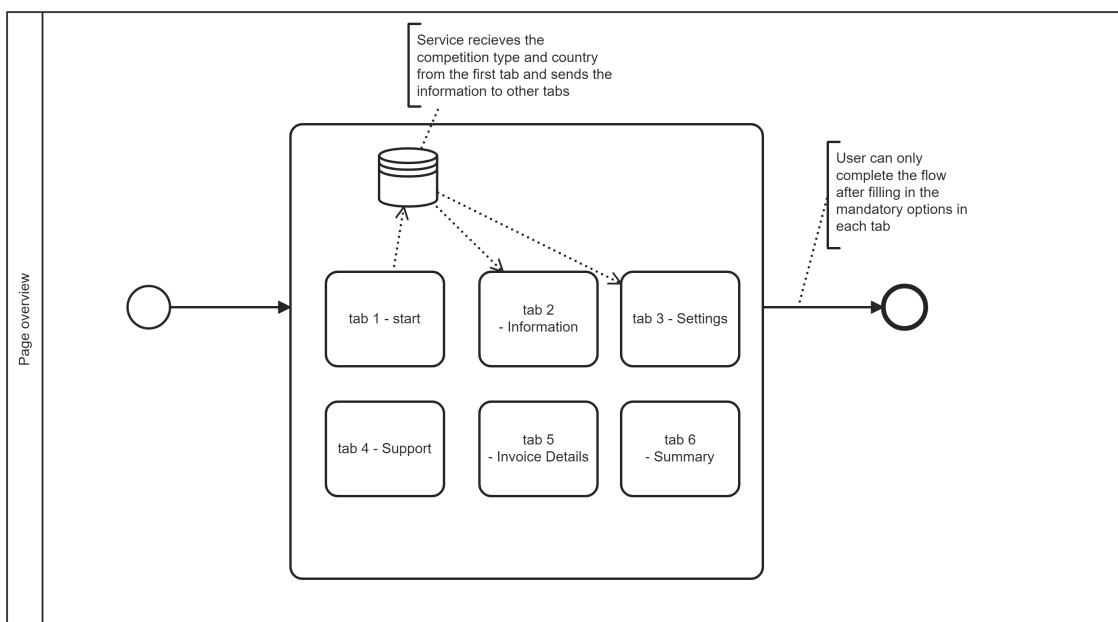 Page overview
Service recieves the
competition type and country
from the first tab and sends the
information to other tabs
User can only
complete the flow
after filling in the
mandatory options in
each tab
tab 1 - start
tab 2
- Information
tab 3 - Settings
tab 4 - Support
tab 5
- Invoice Details
tab 6
- Summary